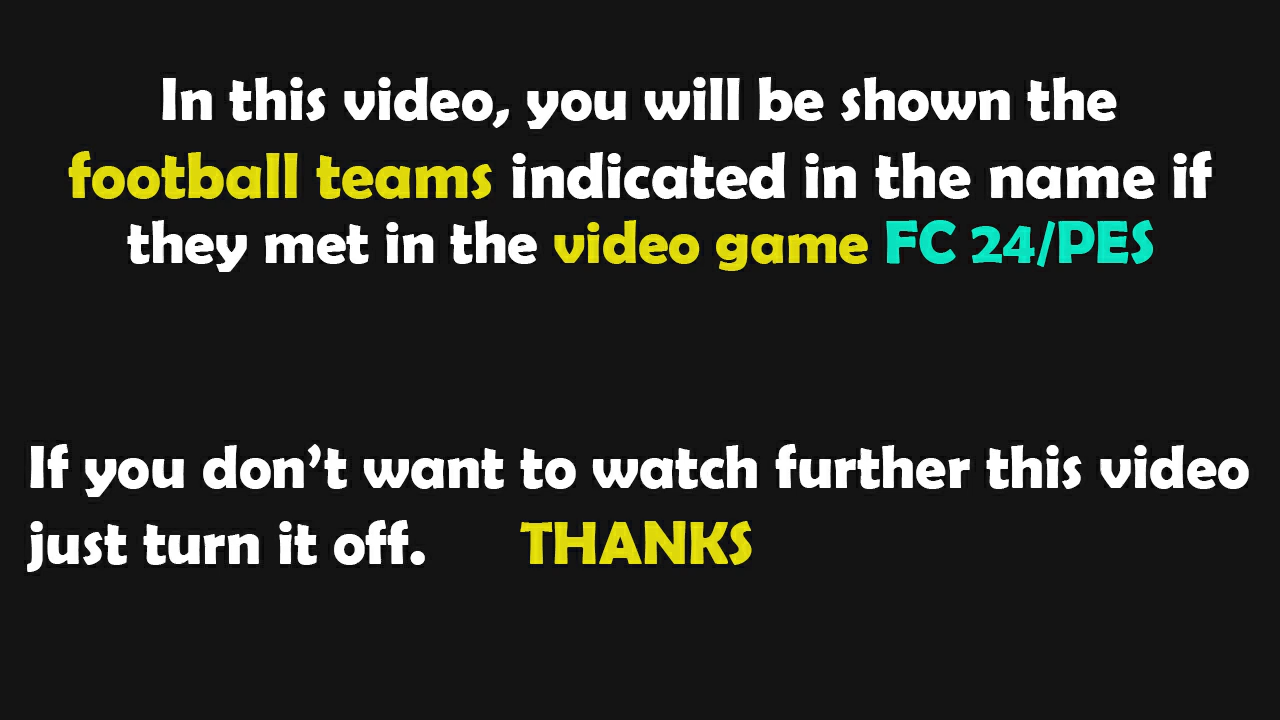 In this video, you will be shown the
football teams indicated in the name if
they met in the video game FC 24/PES
If you don’t want to watch further this video
just turn it off. THANKS